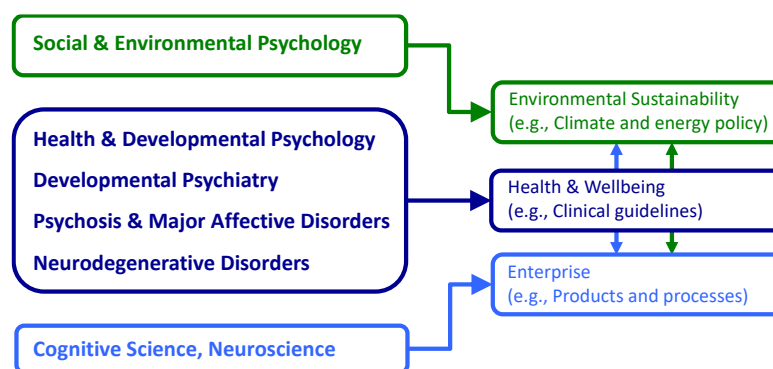 Social & Environmental Psychology
Environmental Sustainability
(e.g., Climate and energy policy)
Health & Developmental Psychology
Developmental Psychiatry
Psychosis & Major Affective Disorders
Neurodegenerative Disorders
Health & Wellbeing
(e.g., Clinical guidelines)
Enterprise
(e.g., Products and processes)
Cognitive Science, Neuroscience